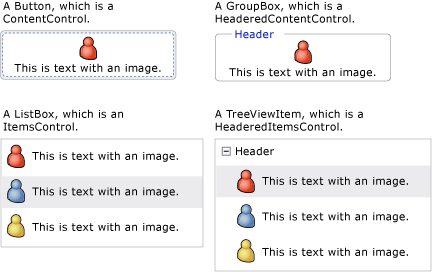 A Button, which is a
ContentControl.
This is text with an image.
A GroupBox, which is a
HeaderedContentControl.
Header
This is text with an image.
A ListBox, which is an
ItemsControl.
This is text with an image.
This is text with an image.
This is text with an image.
A TreeViewItem, which is a
HeaderedItemsControl.
Header
This is text with an image.
This is text with an image.
This is text with an image.